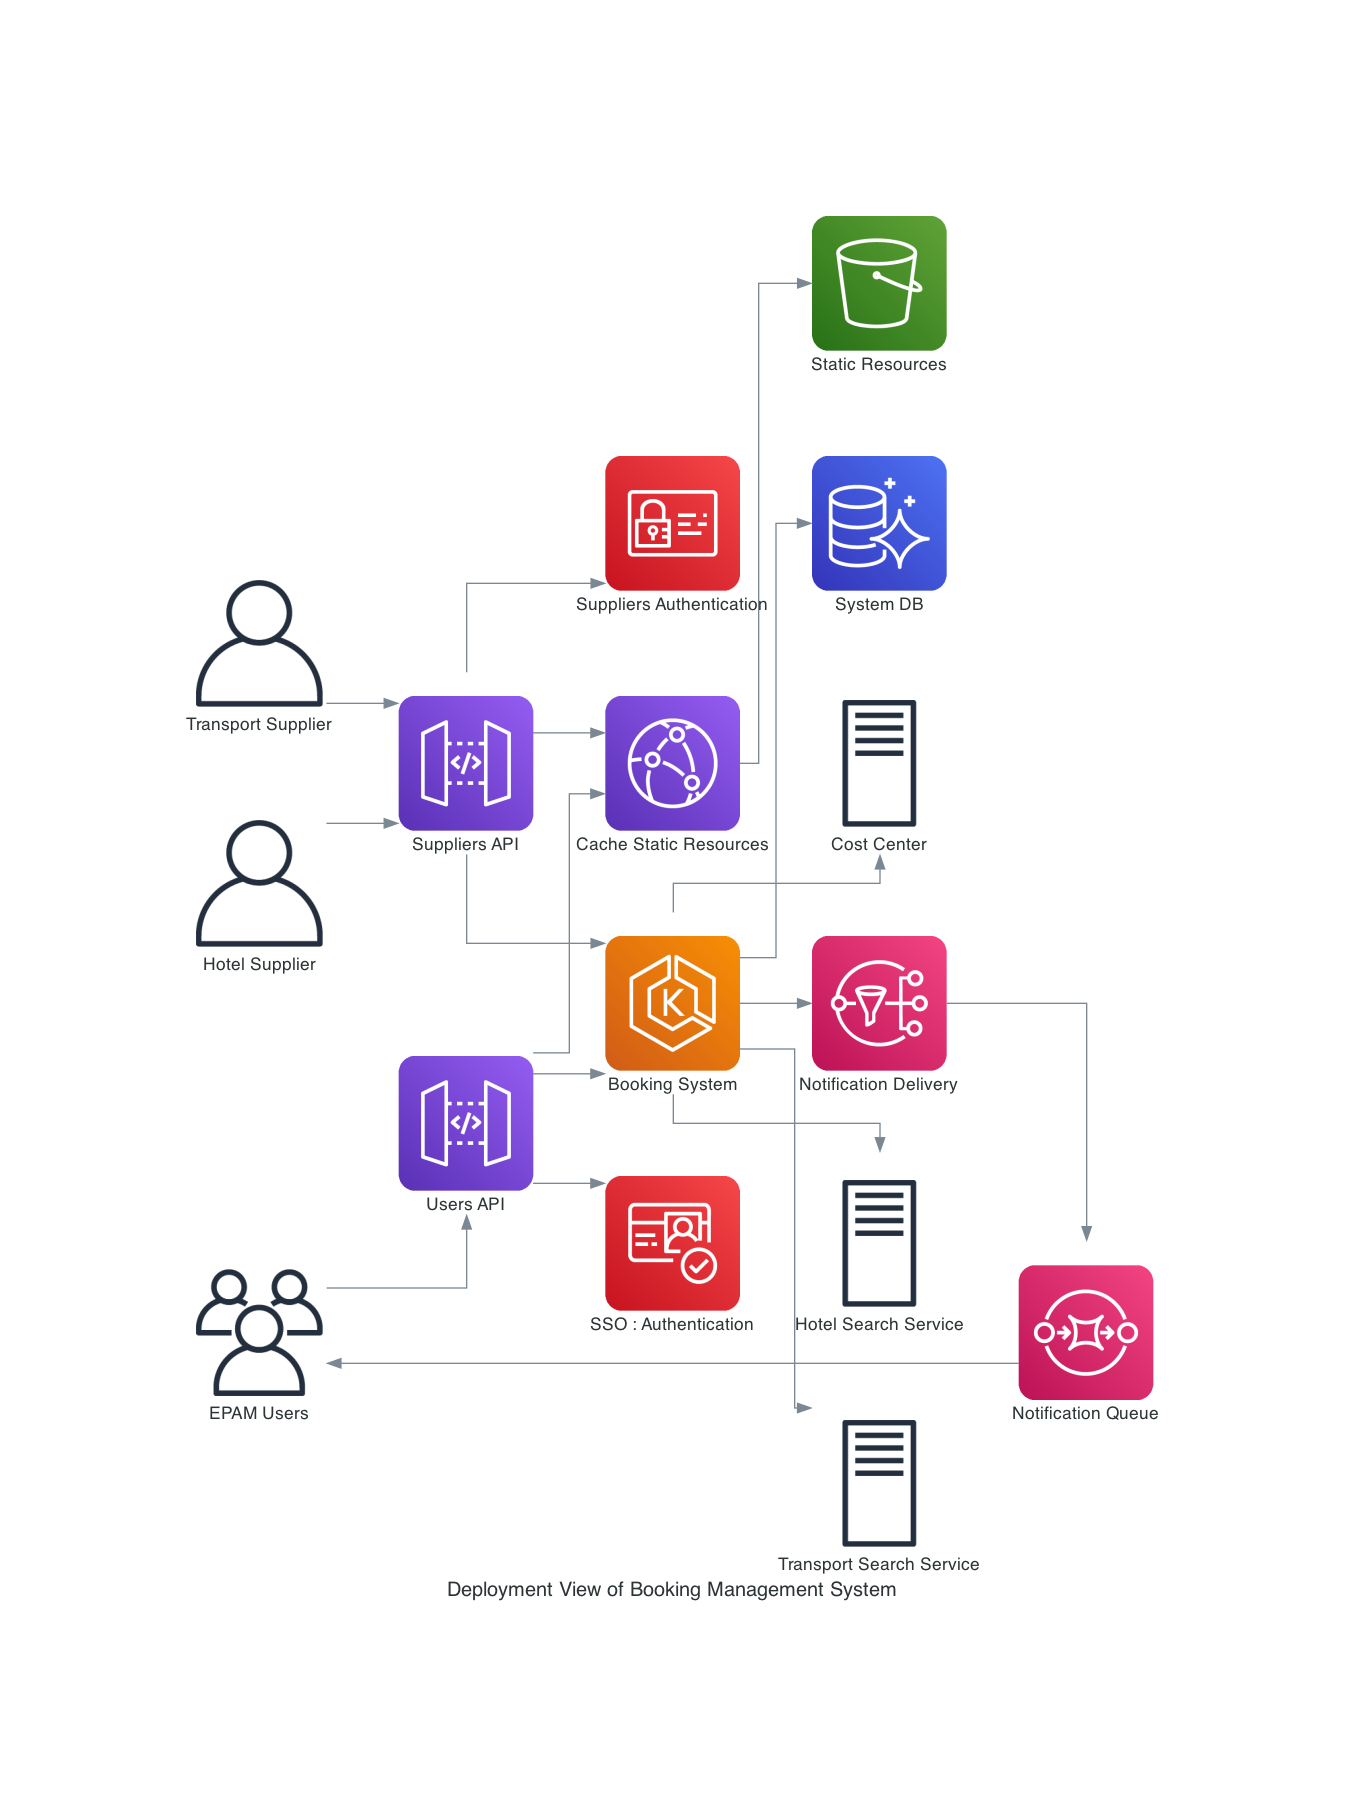 Static Resources
Suppliers Authentication
System DB
Transport Supplier
Suppliers API
Cache Static Resources
Cost Center
Hotel Supplier
K
Booking System
Notification Delivery
Users API
SSO : Authentication
Hotel Search Service
EPAM Users
Notification Queue
Transport Search Service
Deployment View of Booking Management System